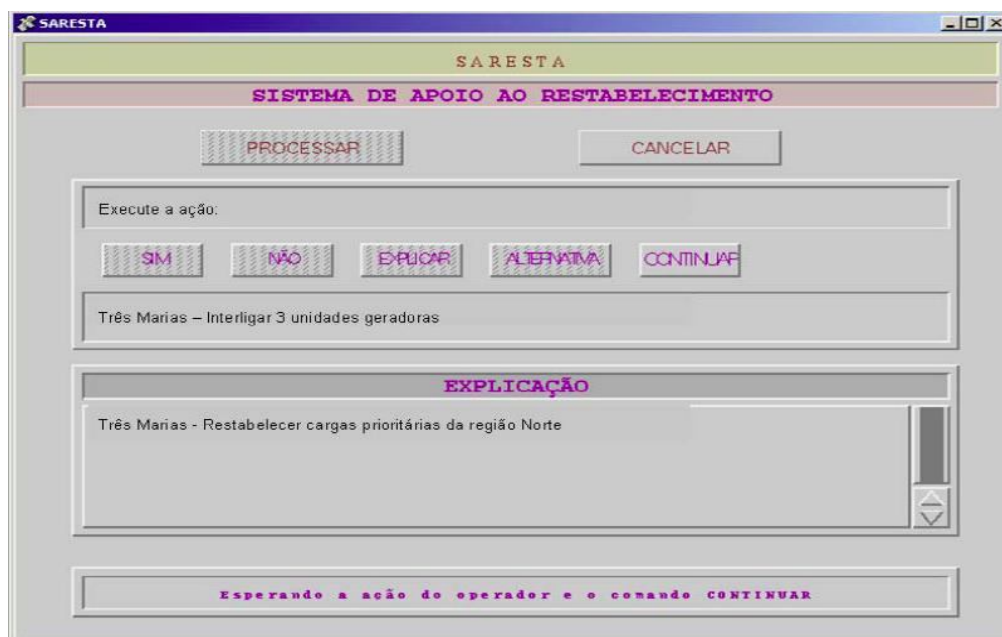 SARESTA
SARESTA
SISTEMA DE APOIO AO RESTABELECIMENTO
PROCESSAR CANCELAR
Execute a ação:
SIM NÃO EXPLICAR ALTERNATIVA CONTINUAR
Três Marias – Interligar 3 unidades geradoras
EXPLICAÇÃO
Três Marias - Restabelecer cargas prioritárias da região Norte
Esperando a ação do operador e o comando CONTINUAR